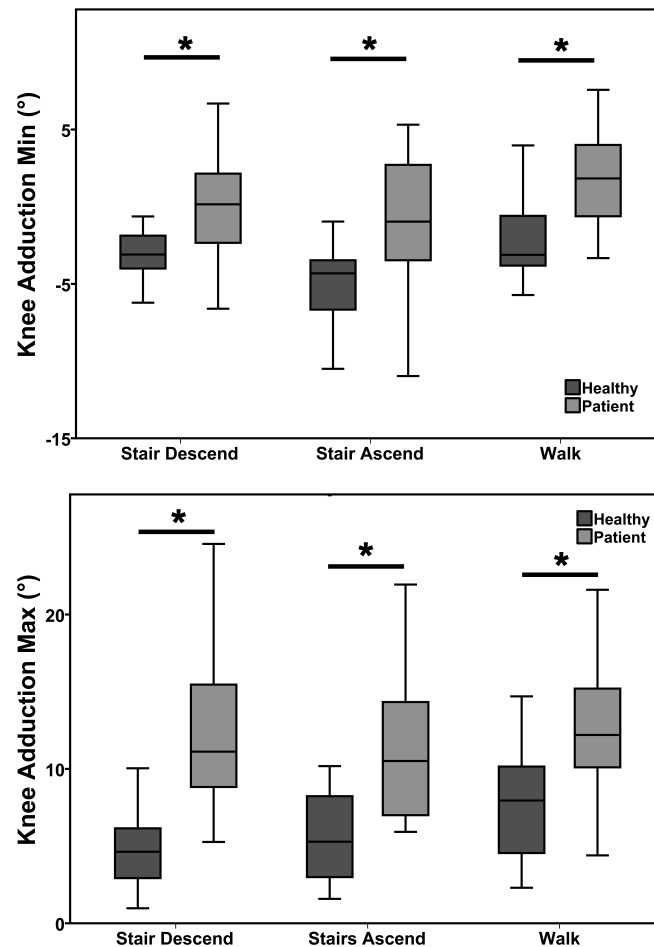 * * *
Knee Adduction Min (°)
5
-5
-15
Healthy
Patient
Stair Descend Stair Ascend Walk
* * *
Knee Adduction Max (°)
Healthy
Patient
20
10
0
Stair Descend Stairs Ascend Walk